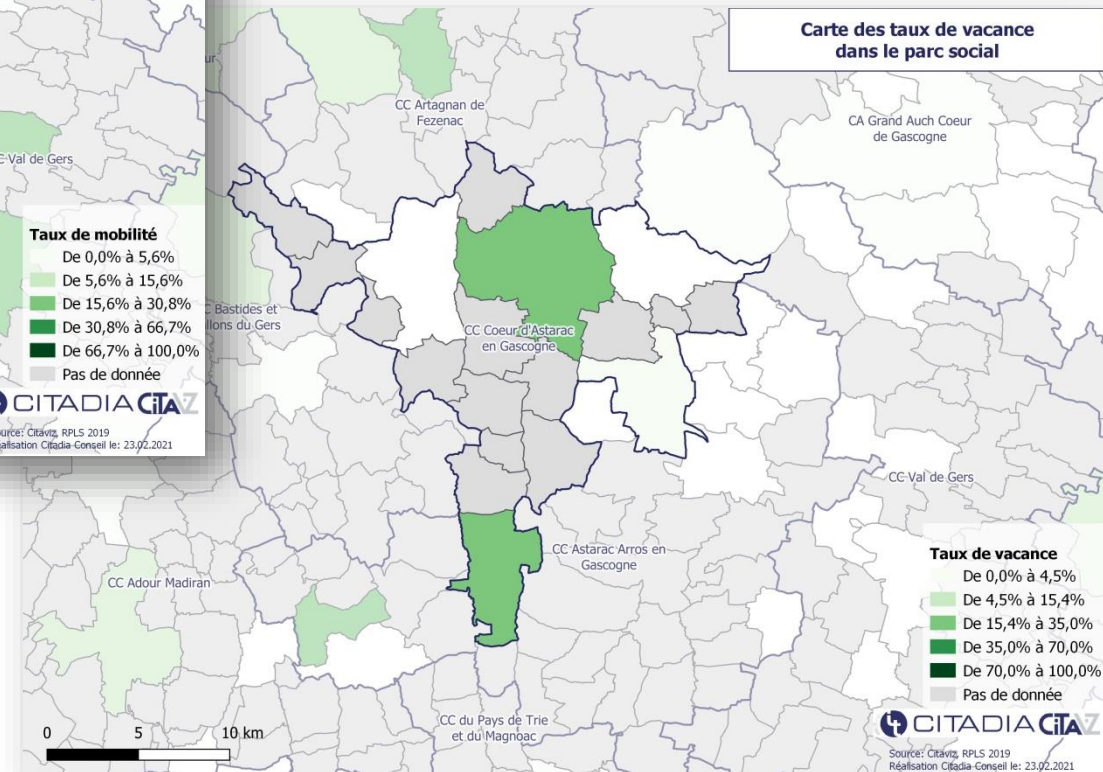 Carte des taux de vacance
dans le parc social
CC Artagnan de
Fezenac
CA Grand Auch Coeur
de Gascogne
Val de Gers
Taux de mobilité
De 0,0% à 5,6%
De 5,6% à 15,6%
De 15,6% à 30,8%
De 30,8% à 66,7%
De 66,7% à 100,0%
Pas de donnée
CITADIA CITAVIZ
Citaviz, RPLS 2019
Citadia Conseil le: 23.02.2021
Bastides et
du Gers
CC Coeur d'Astarac
en Gascogne
CC Val de Gers
CC Astarac Arros en
Gascogne
CC Adour Madiran
CC du Pays de Trie
et du Magnoac
0 5 10 km
Taux de vacance
De 0,0% à 4,5%
De 4,5% à 15,4%
De 15,4% à 35,0%
De 35,0% à 70,0%
De 70,0% à 100,0%
Pas de donnée
CITADIA CITAVIZ
Source: Citaviz, RPLS 2019
Réalisation Citadia Conseil le: 23.02.2021